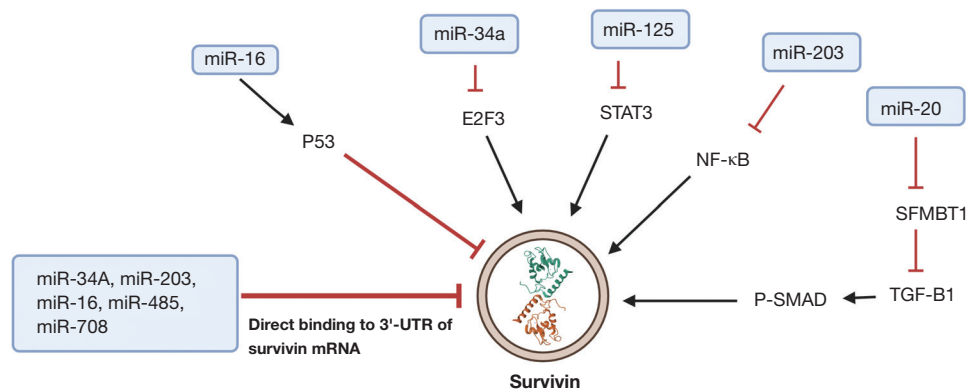 miR-34a
miR-125
miR-16
miR-203
miR-20
E2F3
STAT3
P53
NF-κB
SFMBT1
miR-34A, miR-203,
miR-16, miR-485,
miR-708
Direct binding to 3'-UTR of
survivin mRNA
P-SMAD
TGF-B1
Survivin